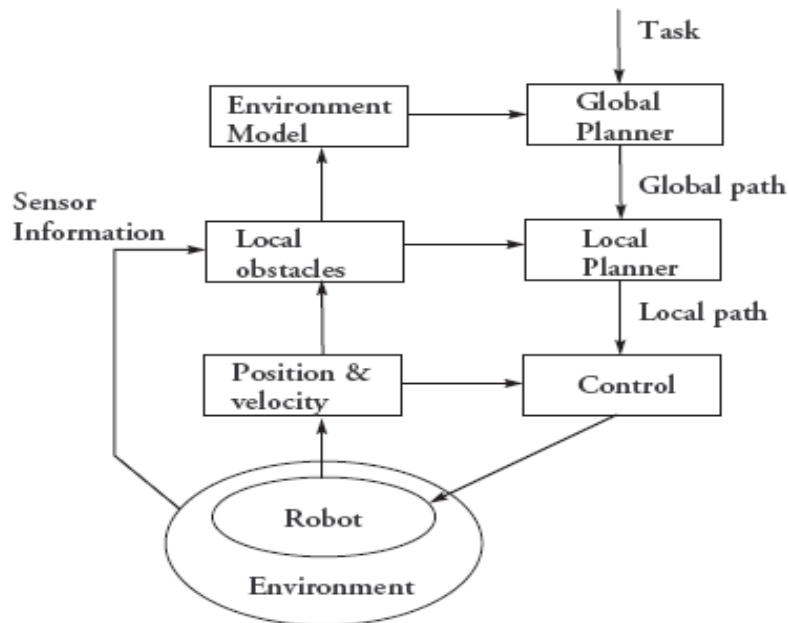 Task
Environment
Model
Global
Planner
Global path
Sensor
Information
Local
obstacles
Local
Planner
Local path
Position &
velocity
Control
Robot
Environment